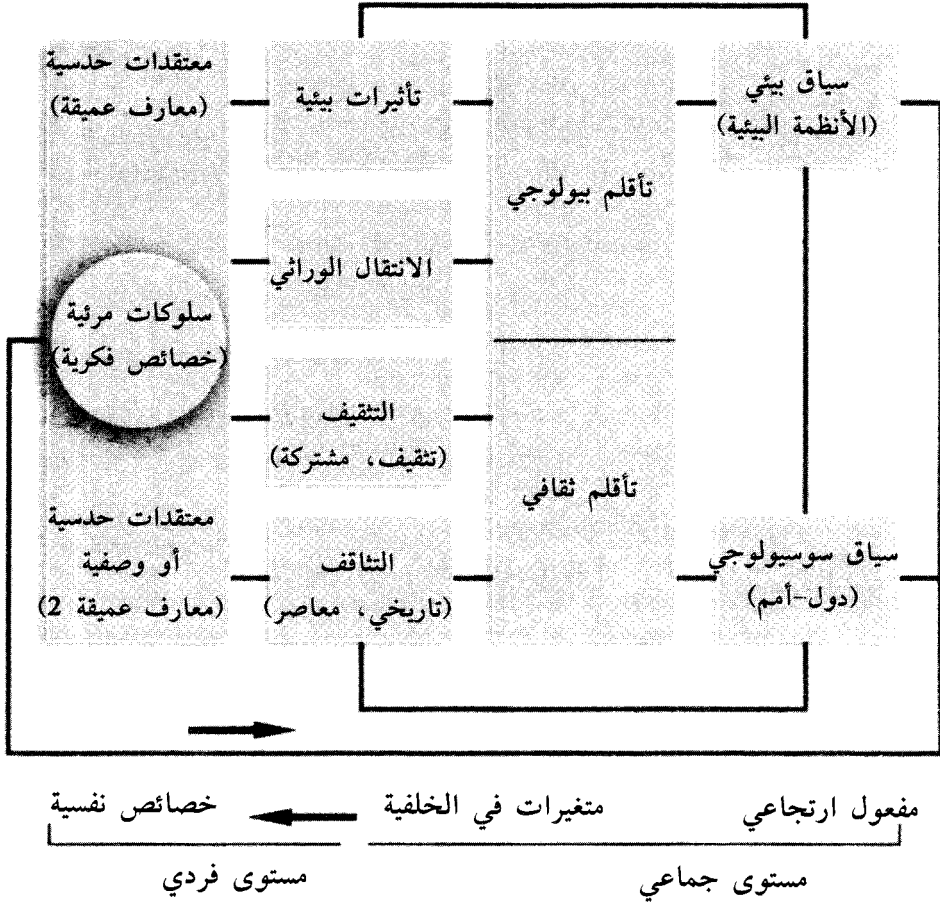 سياق بيئي
(الأنظمة البيئية)
سياق سوسيولوجي
(دول-أمم)
تأقلم بيولوجي
تأقلم ثقافي
تأثيرات بيئية
الانتقال الوراثي
التثقيف
(تثقيف، مشتركة)
التثاقف
(تاريخي، معاصر)
معتقدات حدسية
(معارف عميقة)
سلوكات مرئية
(خصائص فكرية)
معتقدات حدسية
أو وصفية
(معارف عميقة 2)
مفعول ارتجاعي
متغيرات في الخلفية
خصائص نفسية
مستوى جماعي
مستوى فردي